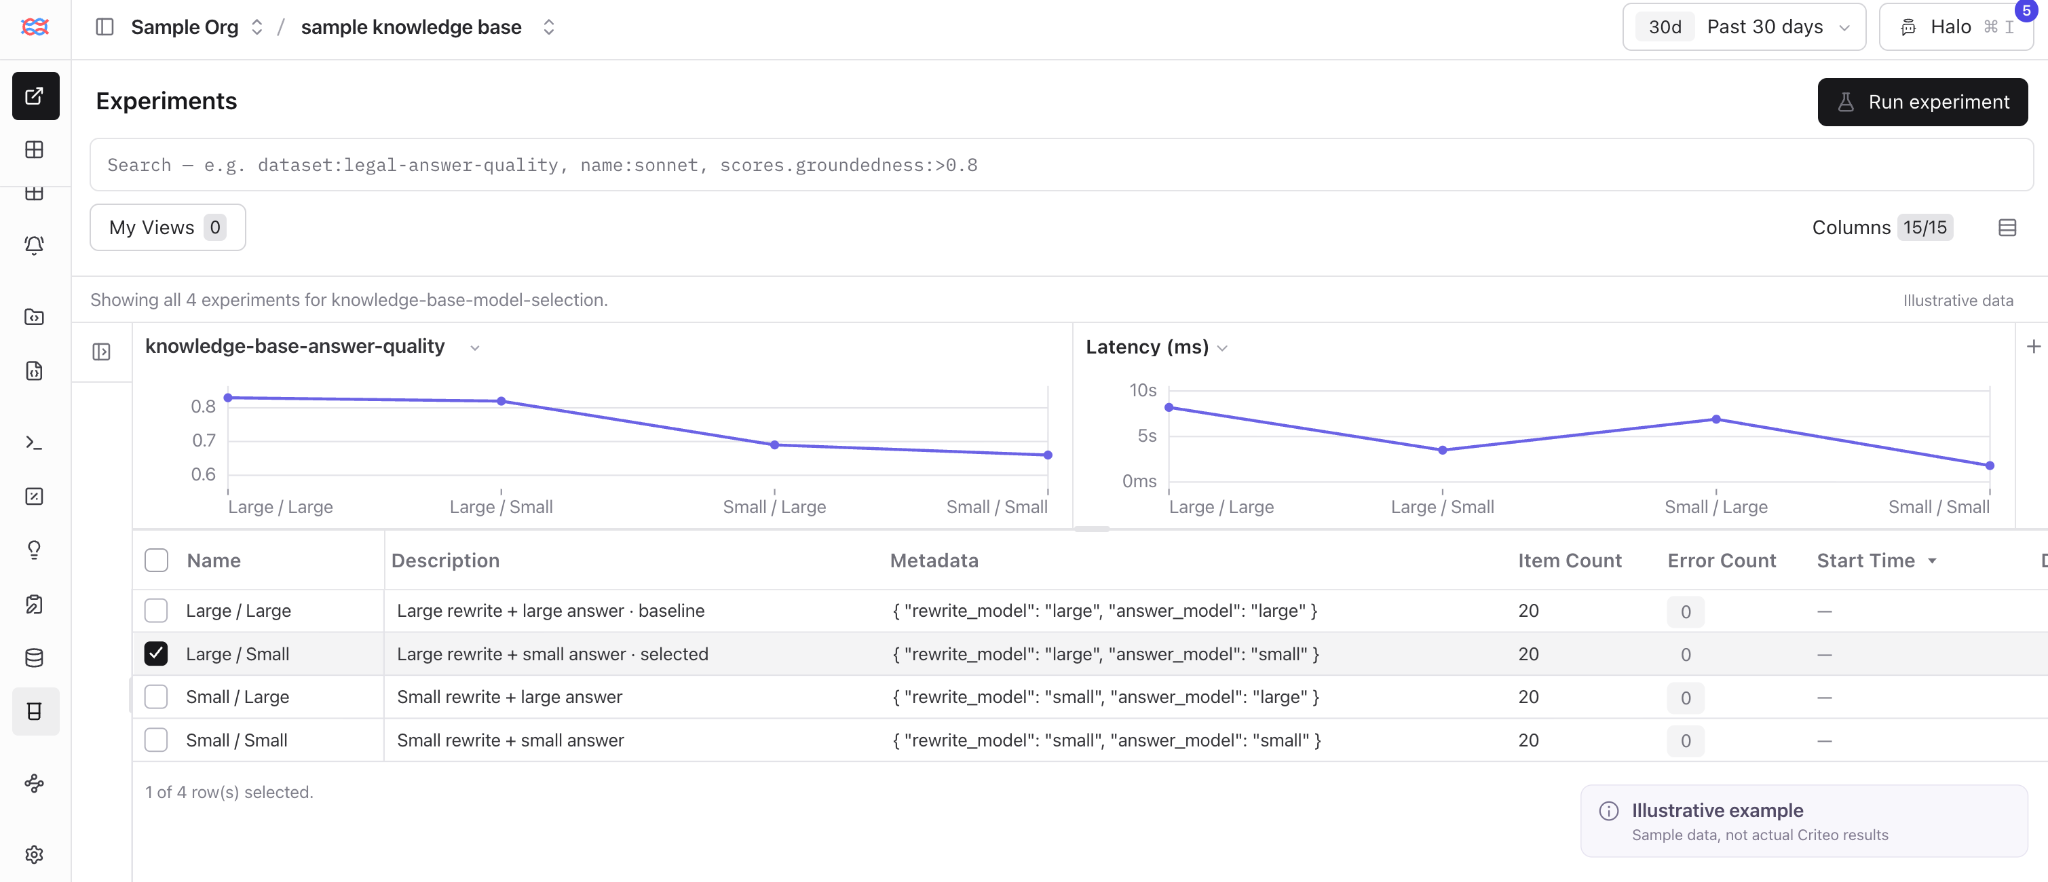 Sample Org / sample knowledge base
30d Past 30 days
Halo ⌘ I
5
Experiments
Run experiment
Search — e.g. dataset:legal-answer-quality, name:sonnet, scores.groundedness:>0.8
My Views 0
Columns 15/15
Showing all 4 experiments for knowledge-base-model-selection.
Illustrative data
knowledge-base-answer-quality
0.8
0.7
0.6
Large / Large Large / Small Small / Large Small / Small
Latency (ms)
10s
5s
0ms
Large / Large Large / Small Small / Large Small / Small
Name Description Metadata Item Count Error Count Start Time
Large / Large Large rewrite + large answer · baseline { "rewrite_model": "large", "answer_model": "large" } 20 0 —
Large / Small Large rewrite + small answer · selected { "rewrite_model": "large", "answer_model": "small" } 20 0 —
Small / Large Small rewrite + large answer { "rewrite_model": "small", "answer_model": "large" } 20 0 —
Small / Small Small rewrite + small answer { "rewrite_model": "small", "answer_model": "small" } 20 0 —
1 of 4 row(s) selected.
Illustrative example
Sample data, not actual Criteo results